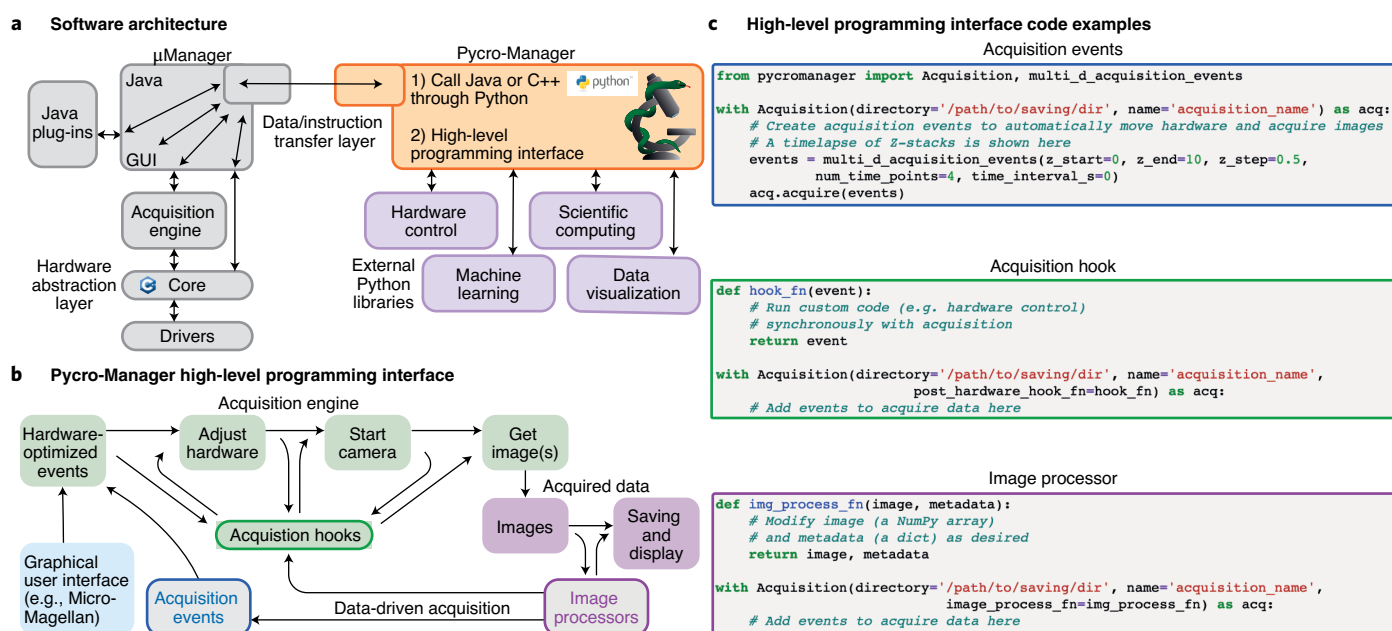 a Software architecture
μManager
Java
GUI
Java
plug-ins
Acquisition
engine
Hardware
abstraction
layer
C
Core
Drivers
Data/instruction
transfer layer
Pycro-Manager
1) Call Java or C++
through Python
python™
2) High-level
programming interface
Hardware
control
Scientific
computing
External
Python
libraries
Machine
learning
Data
visualization
b Pycro-Manager high-level programming interface
Acquisition engine
Hardware-
optimized
events
Adjust
hardware
Start
camera
Get
image(s)
Acquired data
Images
Saving
and
display
Acquistion hooks
Graphical
user interface
(e.g., Micro-
Magellan)
Acquisition
events
Data-driven acquisition
Image
processors
c High-level programming interface code examples
Acquisition events
from pycromanager import Acquisition, multi_d_acquisition_events
with Acquisition(directory='/path/to/saving/dir', name='acquisition_name') as acq:
# Create acquisition events to automatically move hardware and acquire images
# A timelapse of Z-stacks is shown here
events = multi_d_acquisition_events(z_start=0, z_end=10, z_step=0.5,
num_time_points=4, time_interval_s=0)
acq.acquire(events)
Acquisition hook
def hook_fn(event):
# Run custom code (e.g. hardware control)
# synchronously with acquisition
return event
with Acquisition(directory='/path/to/saving/dir', name='acquisition_name',
post_hardware_hook_fn=hook_fn) as acq:
# Add events to acquire data here
Image processor
def img_process_fn(image, metadata):
# Modify image (a NumPy array)
# and metadata (a dict) as desired
return image, metadata
with Acquisition(directory='/path/to/saving/dir', name='acquisition_name',
image_process_fn=img_process_fn) as acq:
# Add events to acquire data here